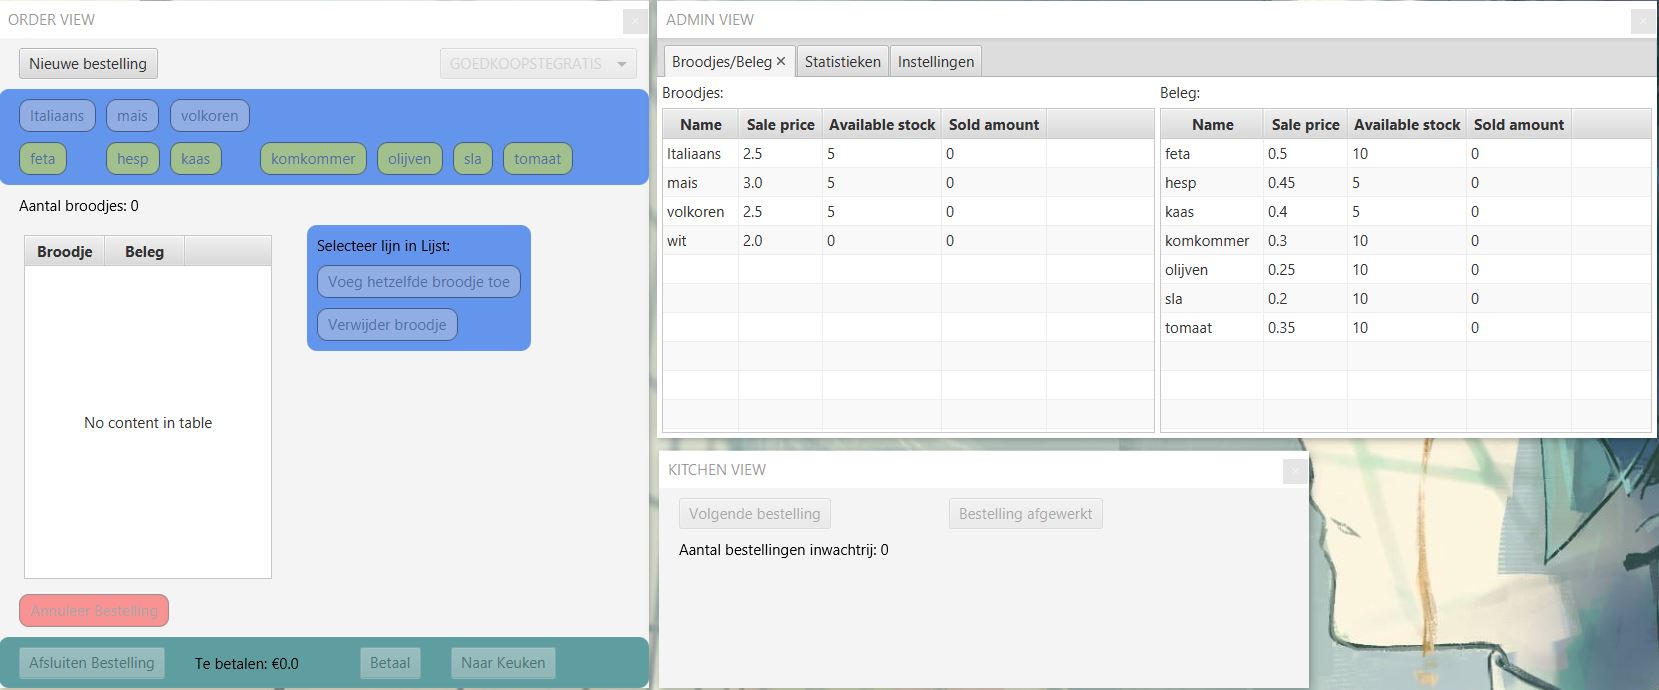 ORDER VIEW
Nieuwe bestelling
GOEDKOOPSTEGRATIS
Italiaans mais volkoren
feta hesp kaas komkommer olijven sla tomaat
Aantal broodjes: 0
Broodje Beleg
No content in table
Selecteer lijn in Lijst:
Voeg hetzelfde broodje toe
Verwijder broodje
Annuleer Bestelling
Afsluiten Bestelling Te betalen: €0.0 Betaal Naar Keuken
ADMIN VIEW
Broodjes/Beleg Statistieken Instellingen
Broodjes:
Name Sale price Available stock Sold amount
Italiaans 2.5 5 0
mais 3.0 5 0
volkoren 2.5 5 0
wit 2.0 0 0
Beleg:
Name Sale price Available stock Sold amount
feta 0.5 10 0
hesp 0.45 5 0
kaas 0.4 5 0
komkommer 0.3 10 0
olijven 0.25 10 0
sla 0.2 10 0
tomaat 0.35 10 0
KITCHEN VIEW
Volgende bestelling Bestelling afgewerkt
Aantal bestellingen inwachtrij: 0